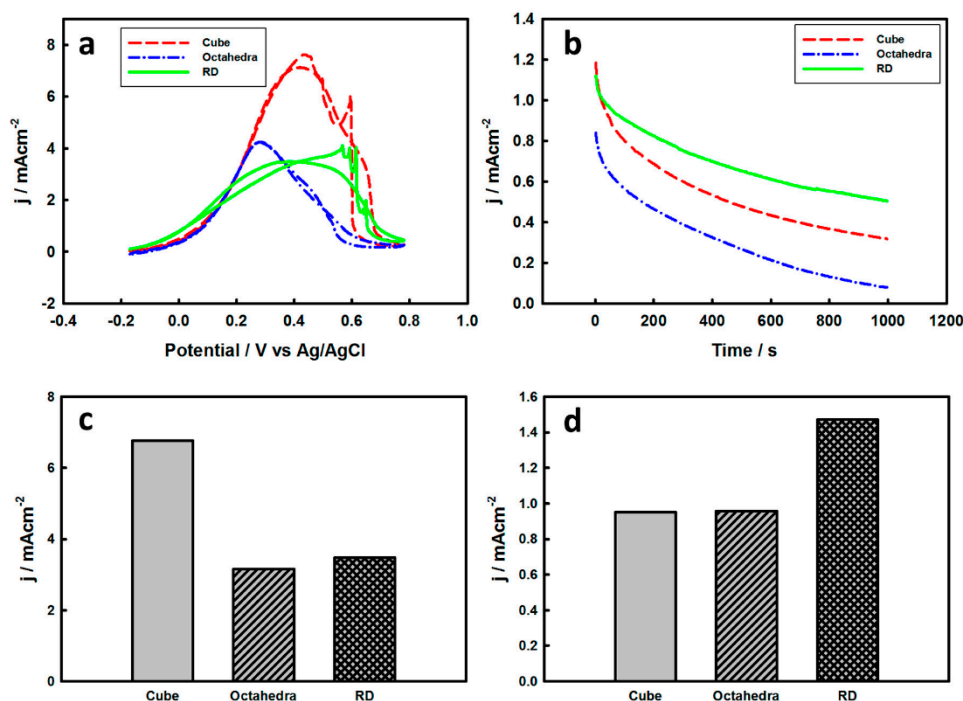 a
Cube
Octahedra
RD
j / mAcm-2
8
6
4
2
0
-2
-0.4 -0.2 0.0 0.2 0.4 0.6 0.8 1.0
Potential / V vs Ag/AgCl
b
Cube
Octahedra
RD
j / mAcm-2
1.4
1.2
1.0
0.8
0.6
0.4
0.2
0.0
0 200 400 600 800 1000 1200
Time / s
c
j / mAcm-2
8
6
4
2
0
Cube Octahedra RD
d
j / mAcm-2
1.6
1.4
1.2
1.0
0.8
0.6
0.4
0.2
0.0
Cube Octahedra RD